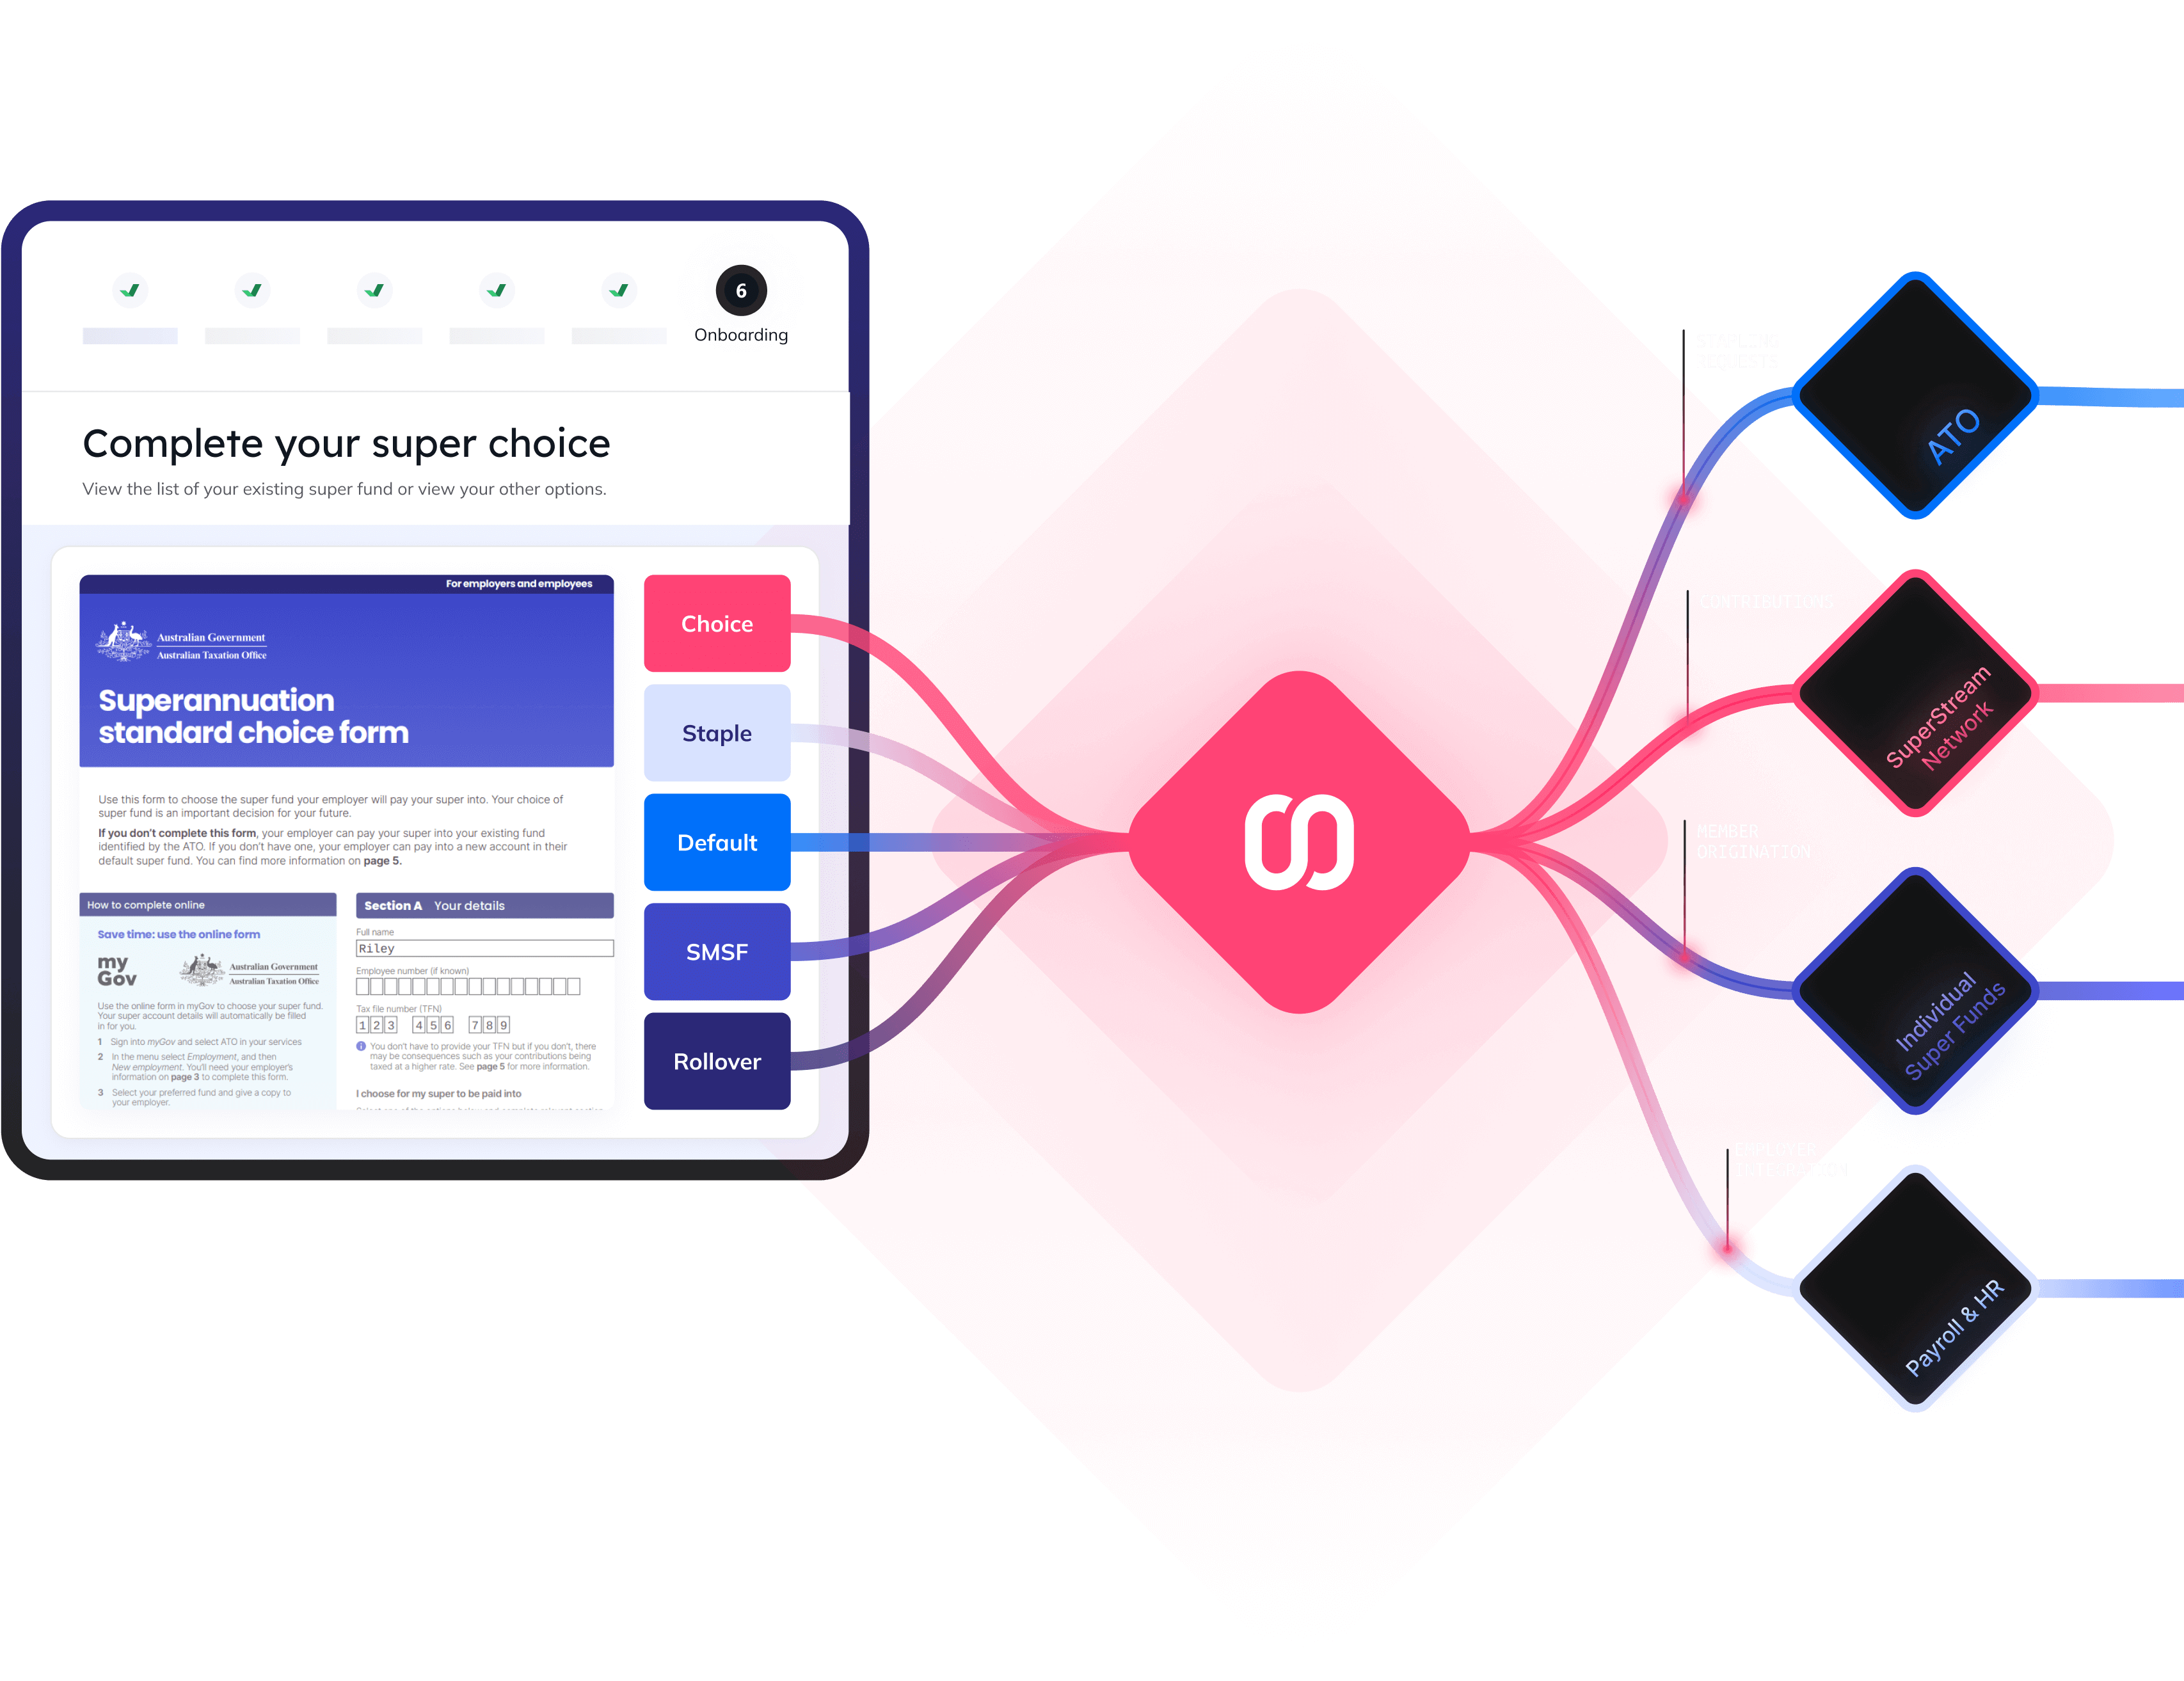 6
Onboarding
Complete your super choice
View the list of your existing super fund or view your other options.
For employers and employees
Australian Government
Australian Taxation Office
Superannuation
standard choice form
Use this form to choose the super fund your employer will pay your super into. Your choice of
super fund is an important decision for your future.
If you don't complete this form, your employer can pay your super into your existing fund
identified by the ATO. If you don't have one, your employer can pay into a new account in their
default super fund. You can find more information on page 5.
How to complete online
Save time: use the online form
my
Gov
Australian Government
Australian Taxation Office
Use the online form in myGov to choose your super fund.
Your super account details will automatically be filled
in for you.
1 Sign into myGov and select ATO in your services
2 In the menu select Employment, and then
New employment. You'll need your employer's
information on page 3 to complete this form.
3 Select your preferred fund and give a copy to
your employer.
Section A Your details
Full name
Riley
Employee number (if known)
Tax file number (TFN)
123 456 789
You don't have to provide your TFN but if you don't, there
may be consequences such as your contributions being
taxed at a higher rate. See page 5 for more information.
I choose for my super to be paid into
Choice
Staple
Default
SMSF
Rollover
REQUESTS
CONTRIBUTIONS
MEMBER
ORIGINATION
EMPLOYER
ATO
SuperStream
Network
Individual
Super Funds
Payroll & HR